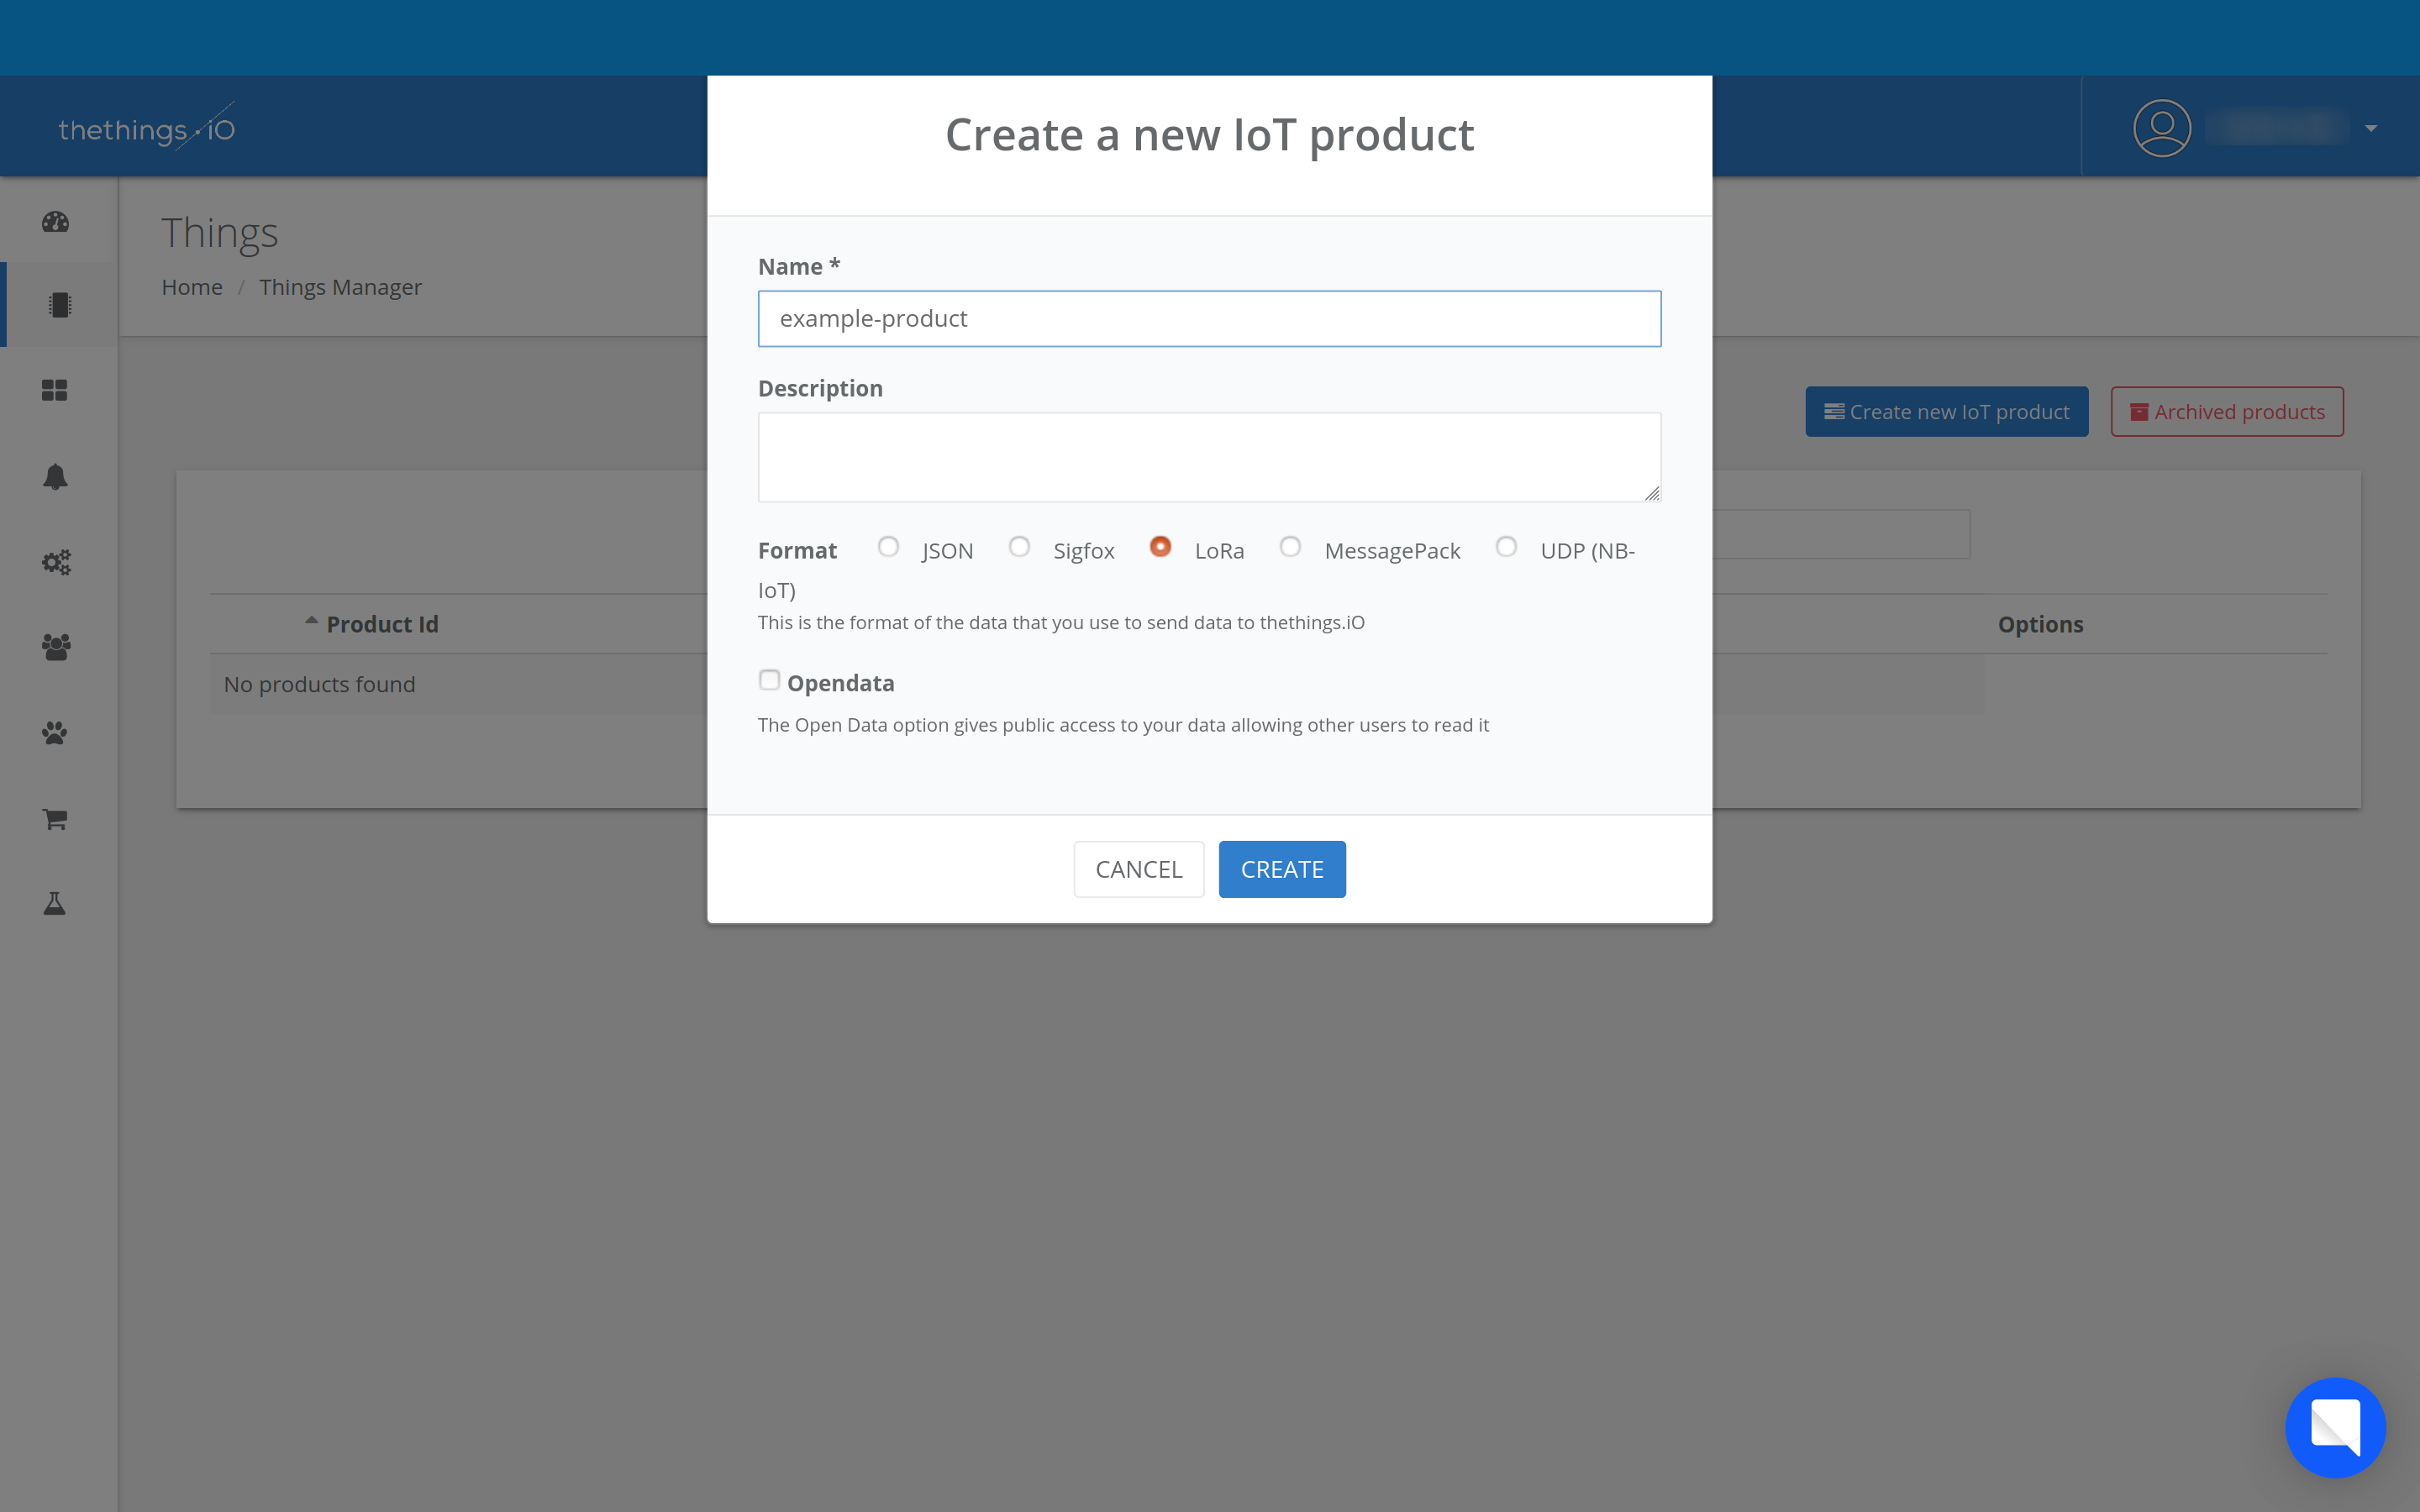 thethings.iO
Create a new IoT product
Things
Home / Things Manager
Name *
example-product
Description
Create new IoT product
Archived products
Format JSON Sigfox LoRa MessagePack UDP (NB-
IoT)
This is the format of the data that you use to send data to thethings.iO
Product Id
Options
No products found
Opendata
The Open Data option gives public access to your data allowing other users to read it
CANCEL CREATE